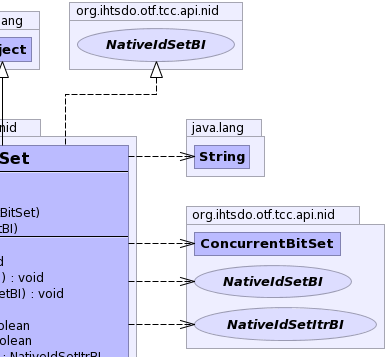 org.ihtsdo.otf.tcc.api.nid
NativeIdSetBI
lang
ject
nid
Set
BitSet)
tBI)
d
) : void
etBI) : void
olean
olean
: NativeIdSetItrBI
java.lang
String
org.ihtsdo.otf.tcc.api.nid
ConcurrentBitSet
NativeIdSetBI
NativeIdSetItrBI